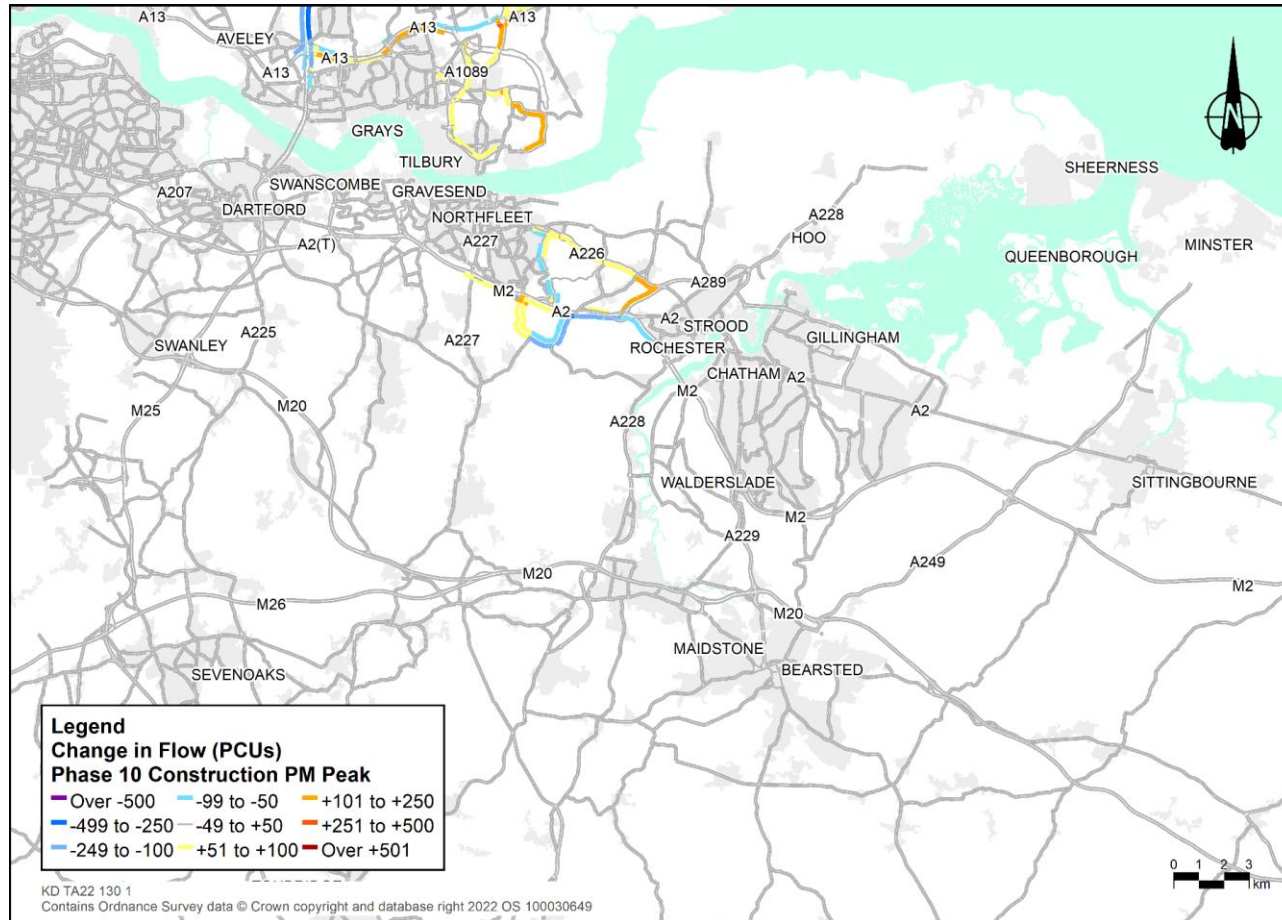 A13
A13
A13
AVELEY
A13
A13
A1089
GRAYS
TILBURY
N
SHEERNESS
SWANSCOMBE
A207
GRAVESEND
DARTFORD
NORTHFLEET
A228
HOO
MINSTER
A227
A2(T)
A226
QUEENBOROUGH
A289
M2
A2
A2
STROOD
A225
SWANLEY
A227
ROCHESTER
GILLINGHAM
CHATHAM
A2
M2
M25
M20
A228
A2
WALDERSLADE
SITTINGBOURNE
M2
A229
A249
M20
M2
M26
M20
MAIDSTONE
BEARSTED
SEVENOAKS
Legend
Change in Flow (PCUs)
Phase 10 Construction PM Peak
Over -500 -99 to -50 +101 to +250
-499 to -250 -49 to +50 +251 to +500
-249 to -100 +51 to +100 Over +501
0 1 2 3
km
KD TA22 130 1
Contains Ordnance Survey data © Crown copyright and database right 2022 OS 100030649